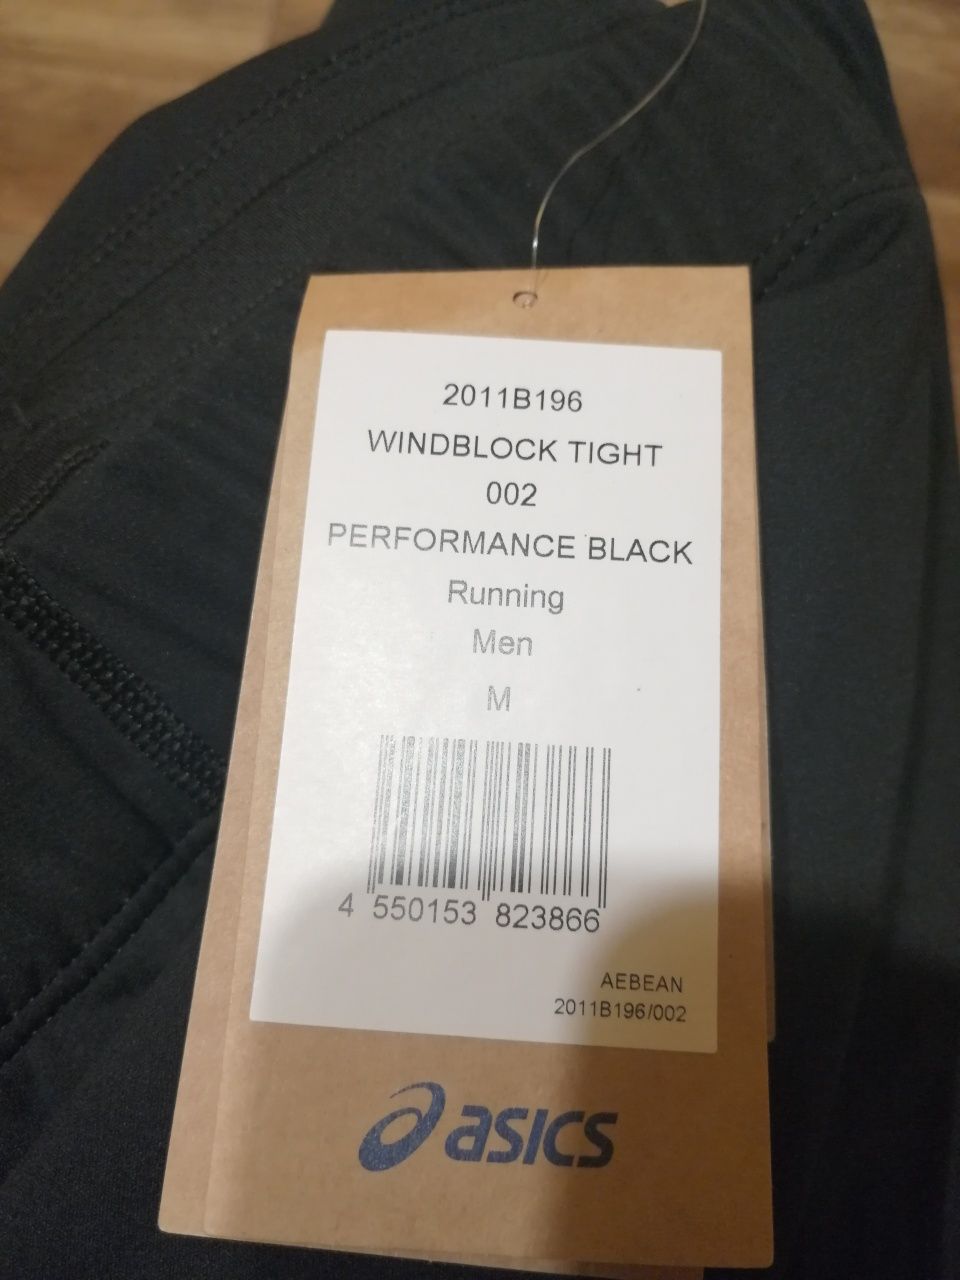 2011B196
WINDBLOCK TIGHT
002
PERFORMANCE BLACK
Running
Men
M
4 550153 823866
AEBEAN
2011B196/002
asics